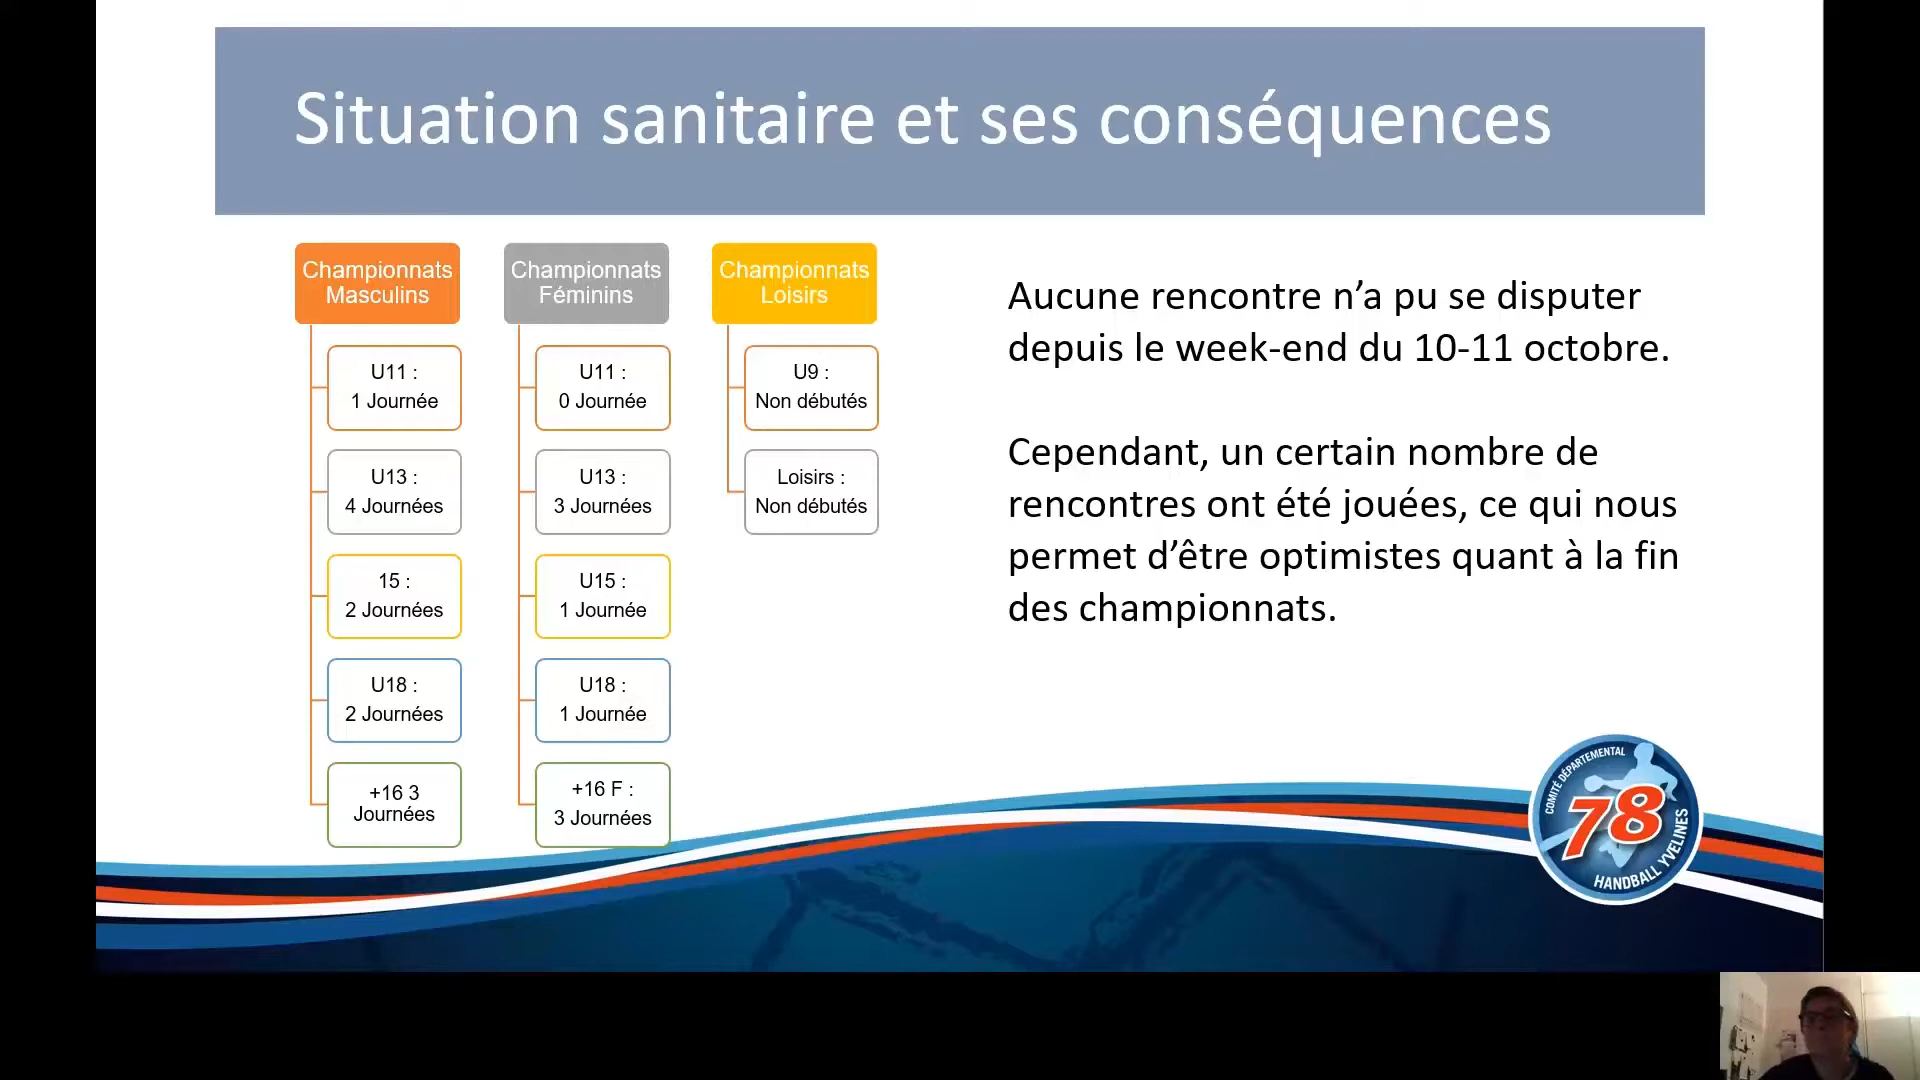 Situation sanitaire et ses conséquences
Championnats
Masculins
U11 :
1 Journée
U13 :
4 Journées
15 :
2 Journées
U18 :
2 Journées
+16 3
Journées
Championnats
Féminins
U11 :
0 Journée
U13 :
3 Journées
U15 :
1 Journée
U18 :
1 Journée
+16 F :
3 Journées
Championnats
Loisirs
U9 :
Non débutés
Loisirs :
Non débutés
Aucune rencontre n’a pu se disputer
depuis le week-end du 10-11 octobre.
Cependant, un certain nombre de
rencontres ont été jouées, ce qui nous
permet d’être optimistes quant à la fin
des championnats.
COMITÉ DÉPARTEMENTAL
78
HANDBALL YVELINES